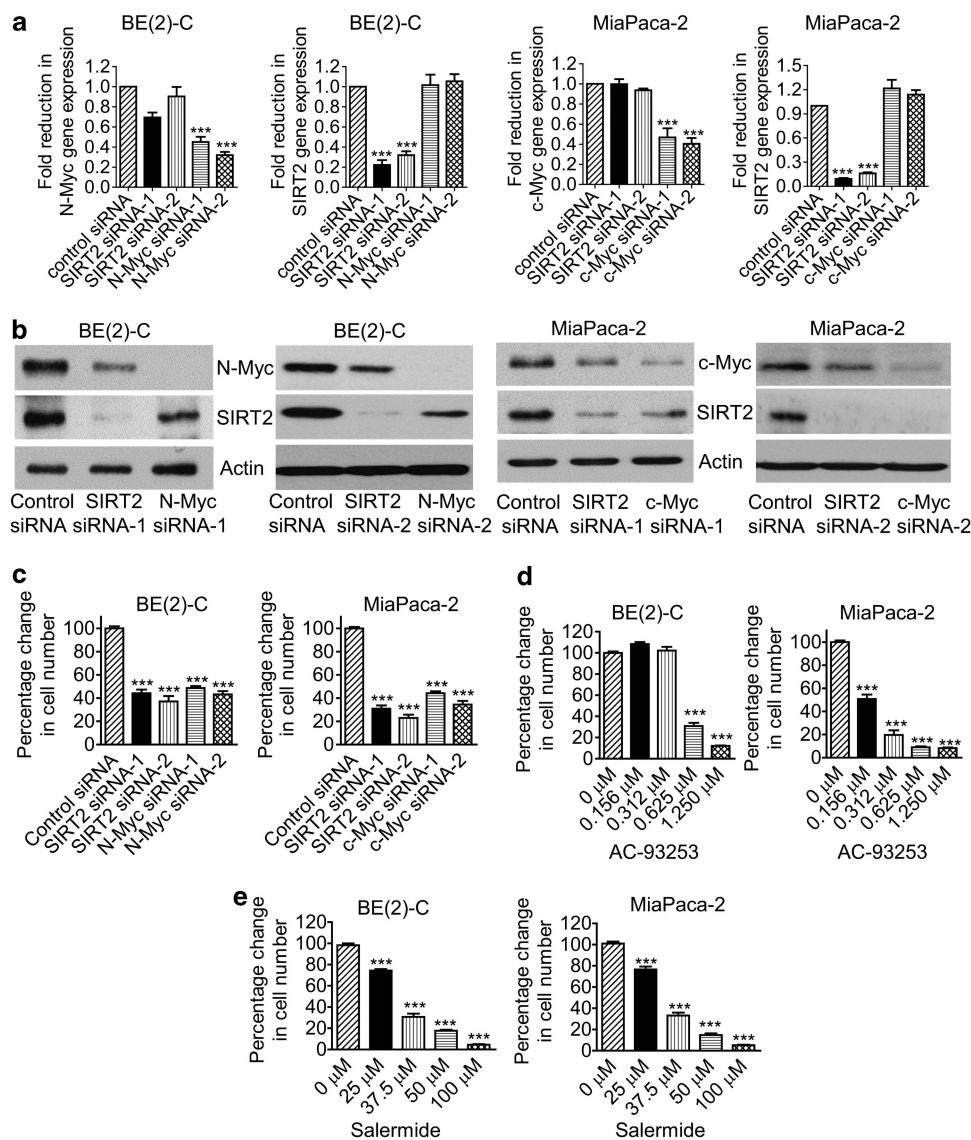 a
BE(2)-C
Fold reduction in
N-Myc gene expression
1.2
1.0
0.8
0.6
0.4
0.2
0.0
*** ***
control siRNA
SIRT2 siRNA-1
SIRT2 siRNA-2
N-Myc siRNA-1
N-Myc siRNA-2
BE(2)-C
Fold reduction in
SIRT2 gene expression
1.2
1.0
0.8
0.6
0.4
0.2
0.0
*** ***
control siRNA
SIRT2 siRNA-1
SIRT2 siRNA-2
N-Myc siRNA-1
N-Myc siRNA-2
MiaPaca-2
Fold reduction in
c-Myc gene expression
1.2
1.0
0.8
0.6
0.4
0.2
0.0
*** ***
control siRNA
SIRT2 siRNA-1
SIRT2 siRNA-2
c-Myc siRNA-1
c-Myc siRNA-2
MiaPaca-2
Fold reduction in
SIRT2 gene expression
1.5
1.2
0.9
0.6
0.3
0.0
*** ***
control siRNA
SIRT2 siRNA-1
SIRT2 siRNA-2
c-Myc siRNA-1
c-Myc siRNA-2
b
BE(2)-C
BE(2)-C
MiaPaca-2
MiaPaca-2
N-Myc
c-Myc
SIRT2
SIRT2
Actin
Actin
Control SIRT2 N-Myc
siRNA siRNA-1 siRNA-1
Control SIRT2 N-Myc
siRNA siRNA-2 siRNA-2
Control SIRT2 c-Myc
siRNA siRNA-1 siRNA-1
Control SIRT2 c-Myc
siRNA siRNA-2 siRNA-2
c
BE(2)-C
Percentage change
in cell number
100
80
60
40
20
0
*** *** *** ***
Control siRNA
SIRT2 siRNA-1
SIRT2 siRNA-2
N-Myc siRNA-1
N-Myc siRNA-2
MiaPaca-2
Percentage change
in cell number
100
80
60
40
20
0
*** *** *** ***
Control siRNA
SIRT2 siRNA-1
SIRT2 siRNA-2
c-Myc siRNA-1
c-Myc siRNA-2
d
BE(2)-C
Percentage change
in cell number
120
100
80
60
40
20
0
*** ***
0 µM
0.156 µM
0.312 µM
0.625 µM
1.250 µM
AC-93253
MiaPaca-2
Percentage change
in cell number
100
80
60
40
20
0
*** *** *** ***
0 µM
0.156 µM
0.312 µM
0.625 µM
1.250 µM
AC-93253
e
BE(2)-C
Percentage change
in cell number
120
100
80
60
40
20
0
*** *** *** ***
0 µM
25 µM
37.5 µM
50 µM
100 µM
Salermide
MiaPaca-2
Percentage change
in cell number
120
100
80
60
40
20
0
*** *** *** ***
0 µM
25 µM
37.5 µM
50 µM
100 µM
Salermide